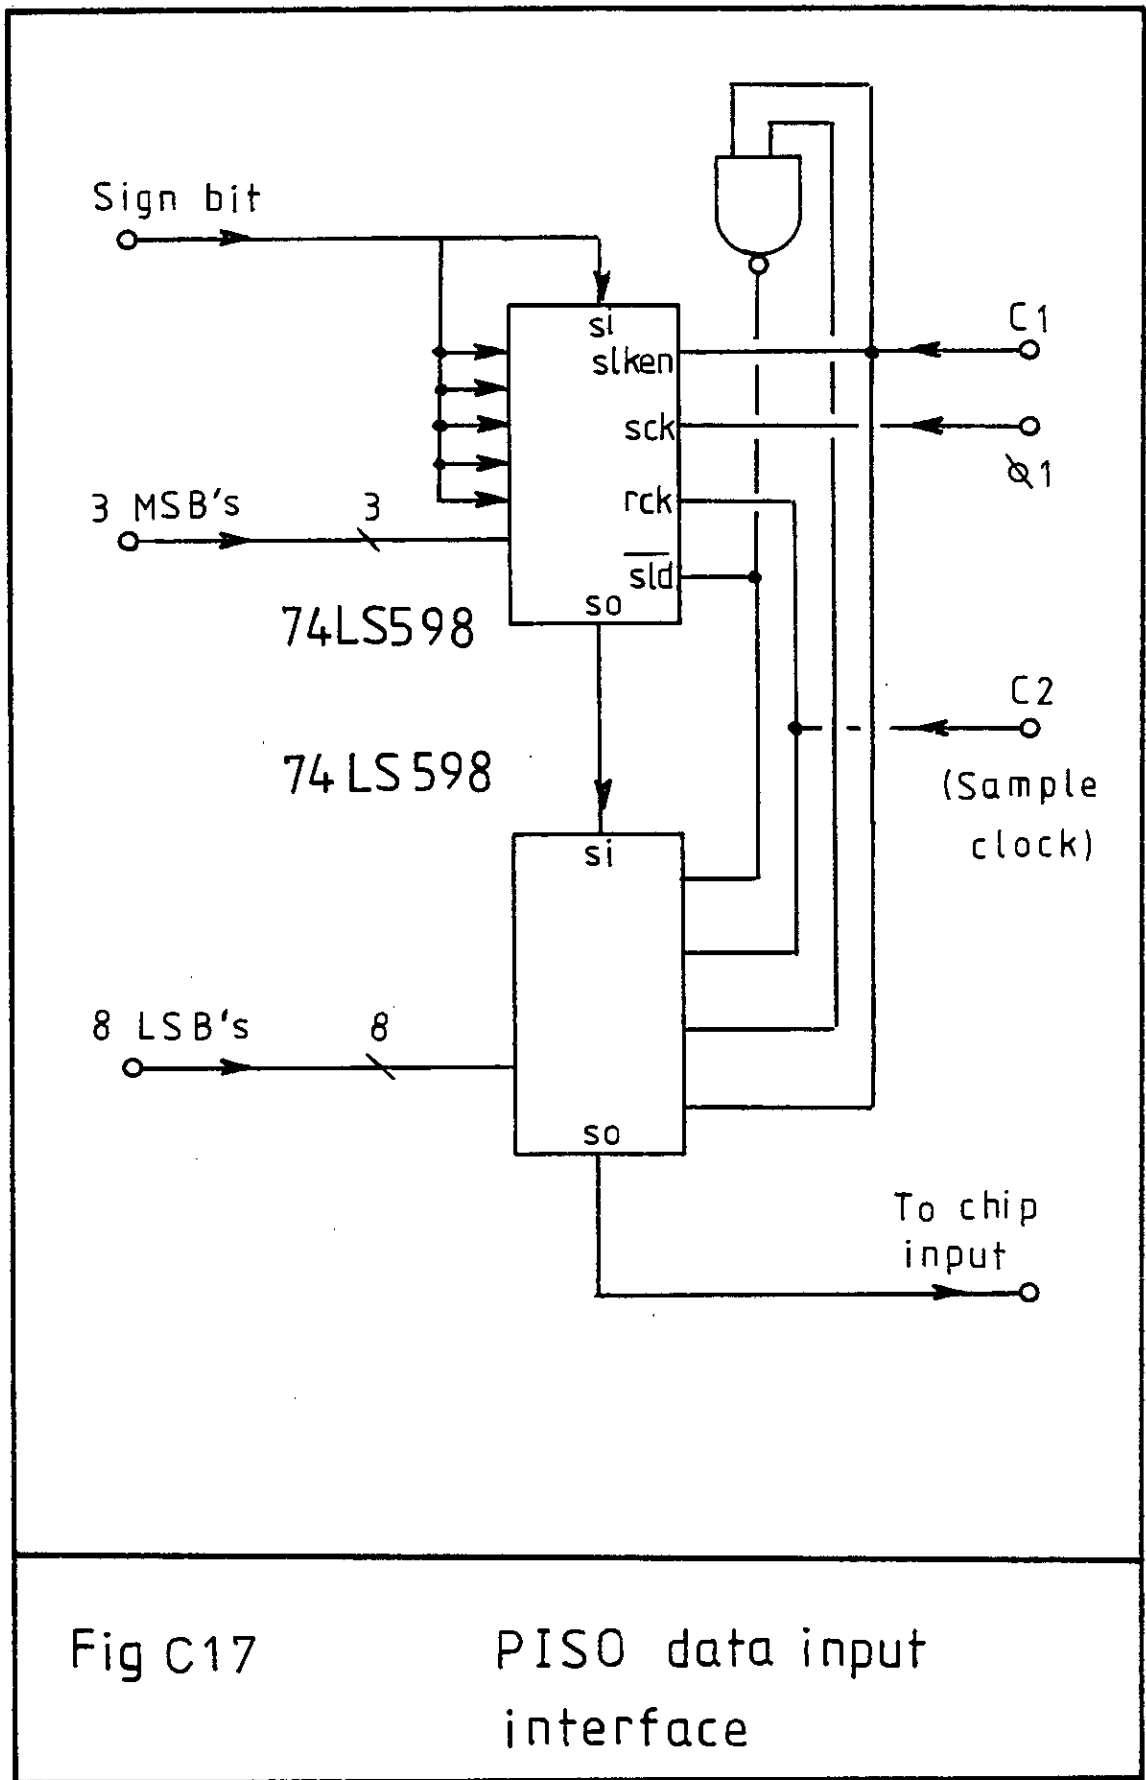 Sign bit
si
slken
C1
sck
φ1
3 MSB's
3
rck
sld
so
74LS598
C2
74LS598
(Sample
clock)
si
8 LSB's
8
so
To chip
input
Fig C17
PISO data input
interface